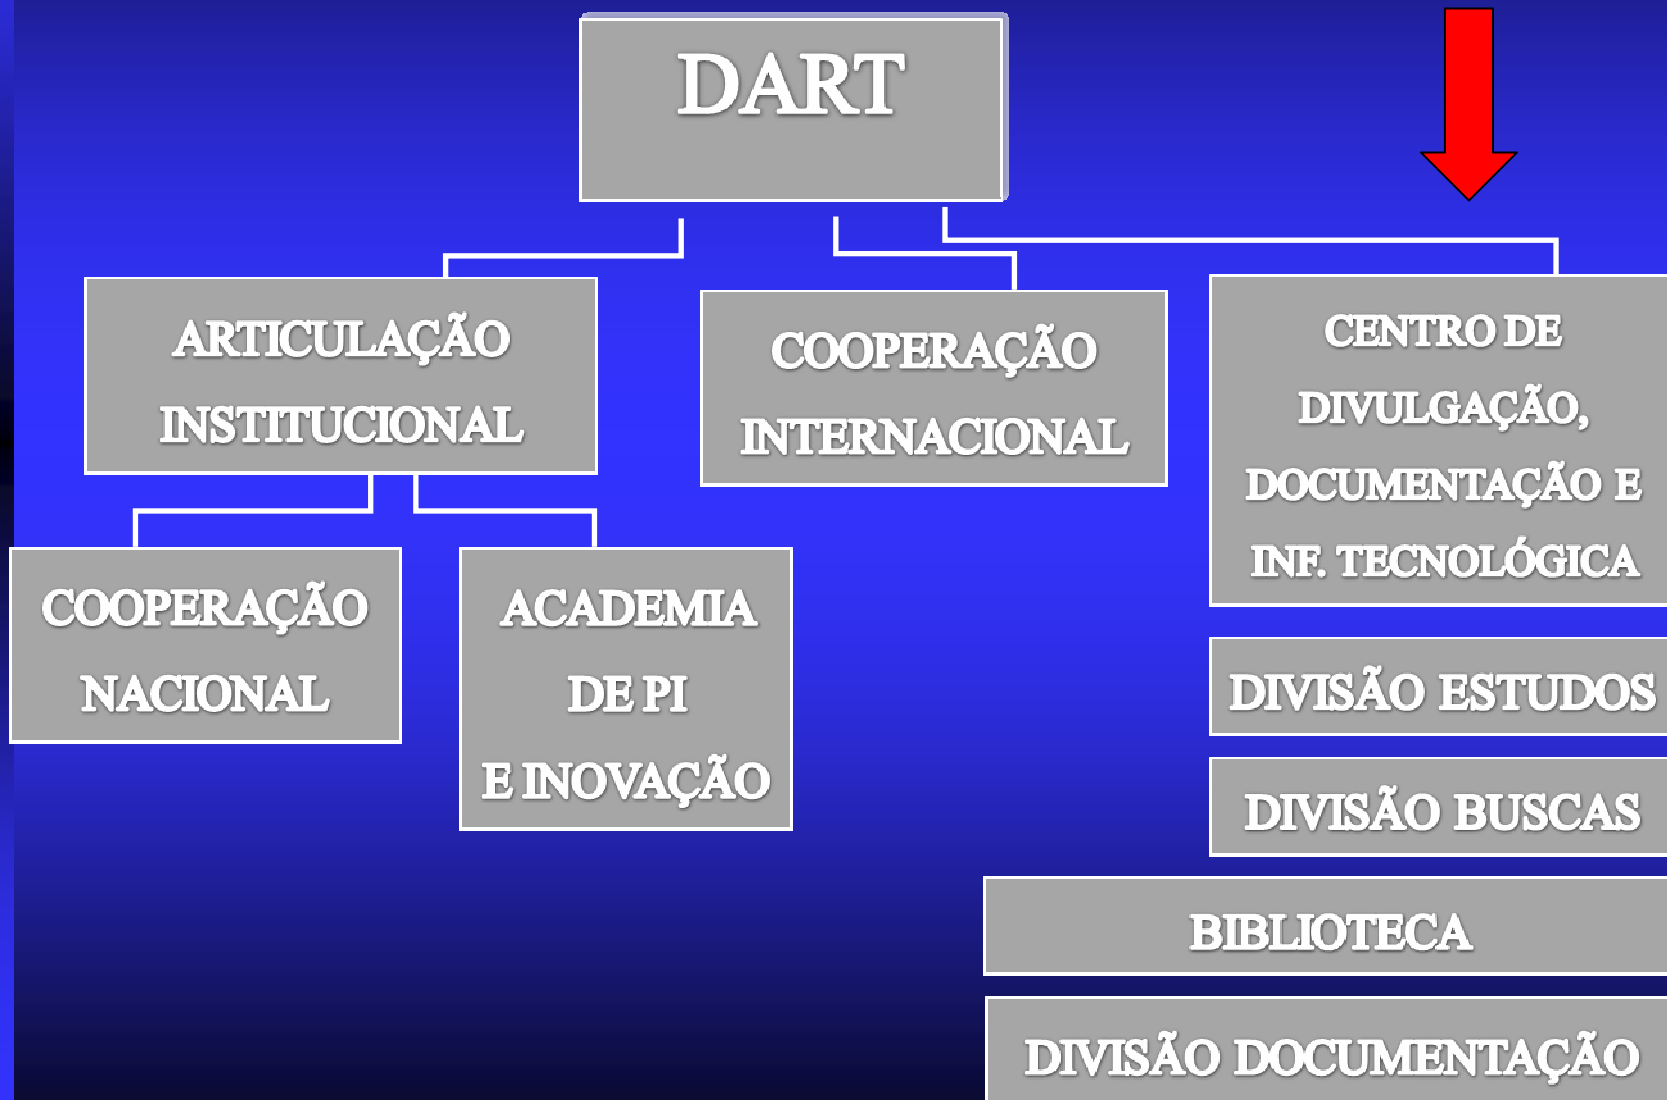 DART
ARTICULAÇÃO
INSTITUCIONAL
COOPERAÇÃO
INTERNACIONAL
CENTRO DE
DIVULGAÇÃO,
DOCUMENTAÇÃO E
INF. TECNOLÓGICA
COOPERAÇÃO
NACIONAL
ACADEMIA
DE PI
E INOVAÇÃO
DIVISÃO ESTUDOS
DIVISÃO BUSCAS
BIBLIOTECA
DIVISÃO DOCUMENTAÇÃO